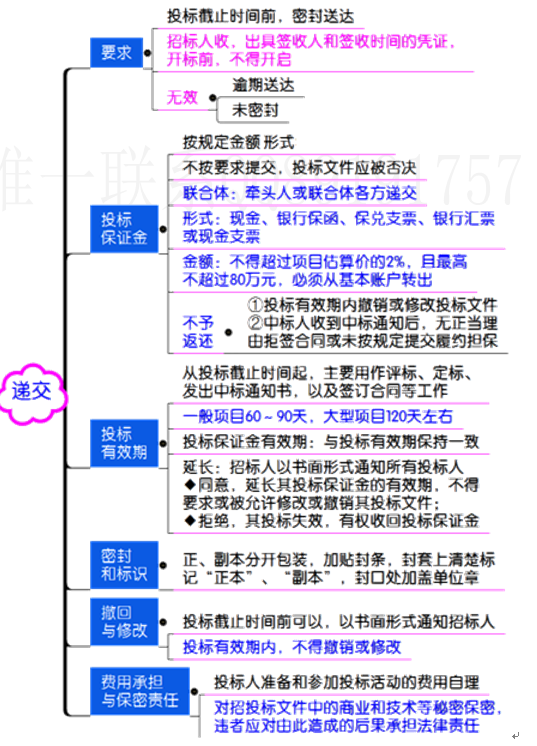 投标截止时间前，密封送达
要求
招标人收，出具签收人和签收时间的凭证，
开标前，不得开启
无效
逾期送达
未密封
按规定金额 形式
不按要求提交，投标文件应被否决
联合体：牵头人或联合体各方递交
投标
保证金
形式：现金、银行保函、保兑支票、银行汇票
或现金支票
金额：不得超过项目估算价的2%，且最高
不超过80万元，必须从基本账户转出
不予
返还
①投标有效期内撤销或修改投标文件
②中标人收到中标通知后，无正当理
由拒签合同或未按规定提交履约担保
递交
从投标截止时间起，主要用作评标、定标、
发出中标通知书，以及签订合同等工作
一般项目60～90天，大型项目120天左右
投标
有效期
投标保证金有效期：与投标有效期保持一致
延长：招标人以书面形式通知所有投标人
◆同意，延长其投标保证金的有效期，不得
要求或被允许修改或撤销其投标文件；
◆拒绝，其投标失效，有权收回投标保证金
密封
和标识
正、副本分开包装，加贴封条，封套上清楚标
记“正本”、“副本”，封口处加盖单位章
撤回
与修改
投标截止时间前可以，以书面形式通知招标人
投标有效期内，不得撤销或修改
费用承担
与保密责任
投标人准备和参加投标活动的费用自理
对招投标文件中的商业和技术等秘密保密，
违者应对由此造成的后果承担法律责任